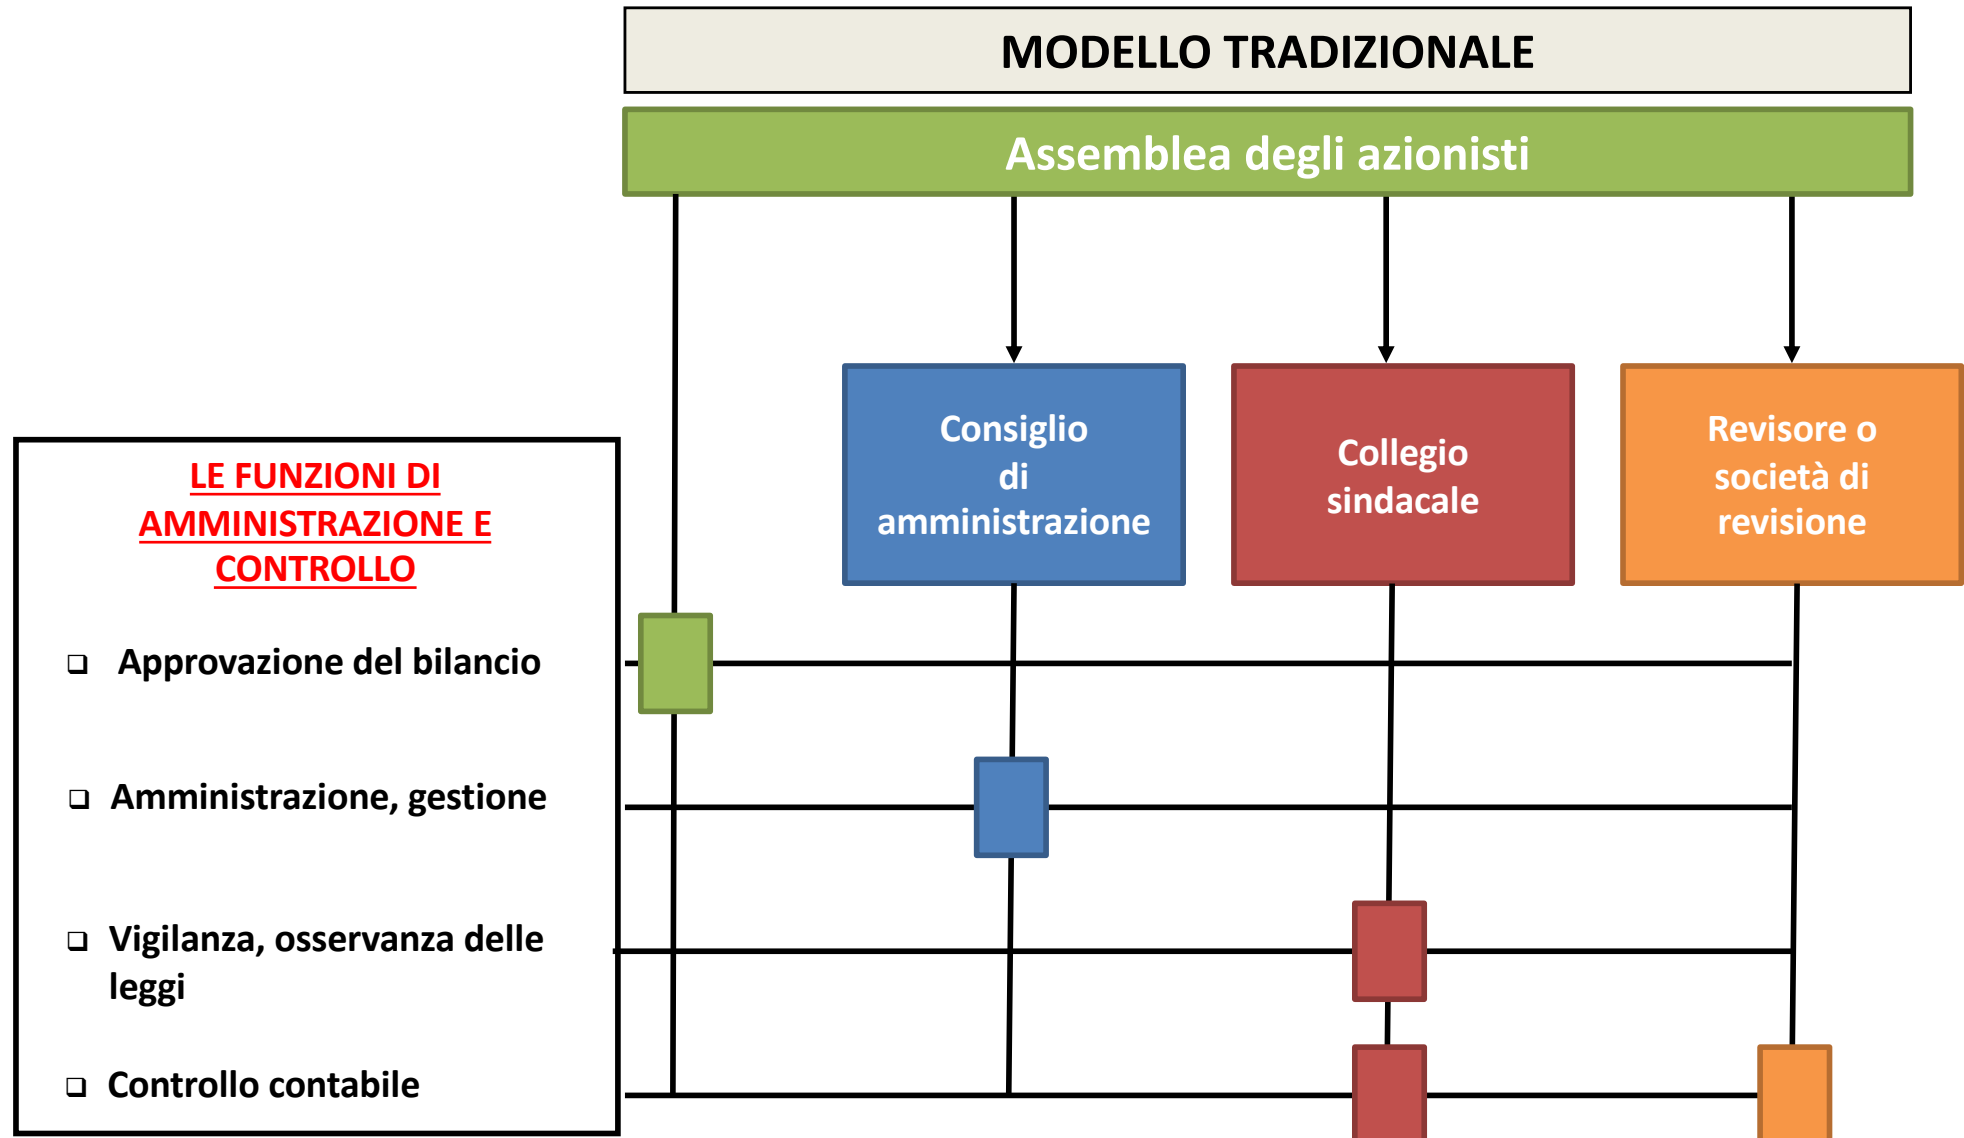 MODELLO TRADIZIONALE
Assemblea degli azionisti
Consiglio
di
amministrazione
Collegio
sindacale
Revisore o
società di
revisione
LE FUNZIONI DI
AMMINISTRAZIONE E
CONTROLLO
Approvazione del bilancio
Amministrazione, gestione
Vigilanza, osservanza delle
leggi
Controllo contabile